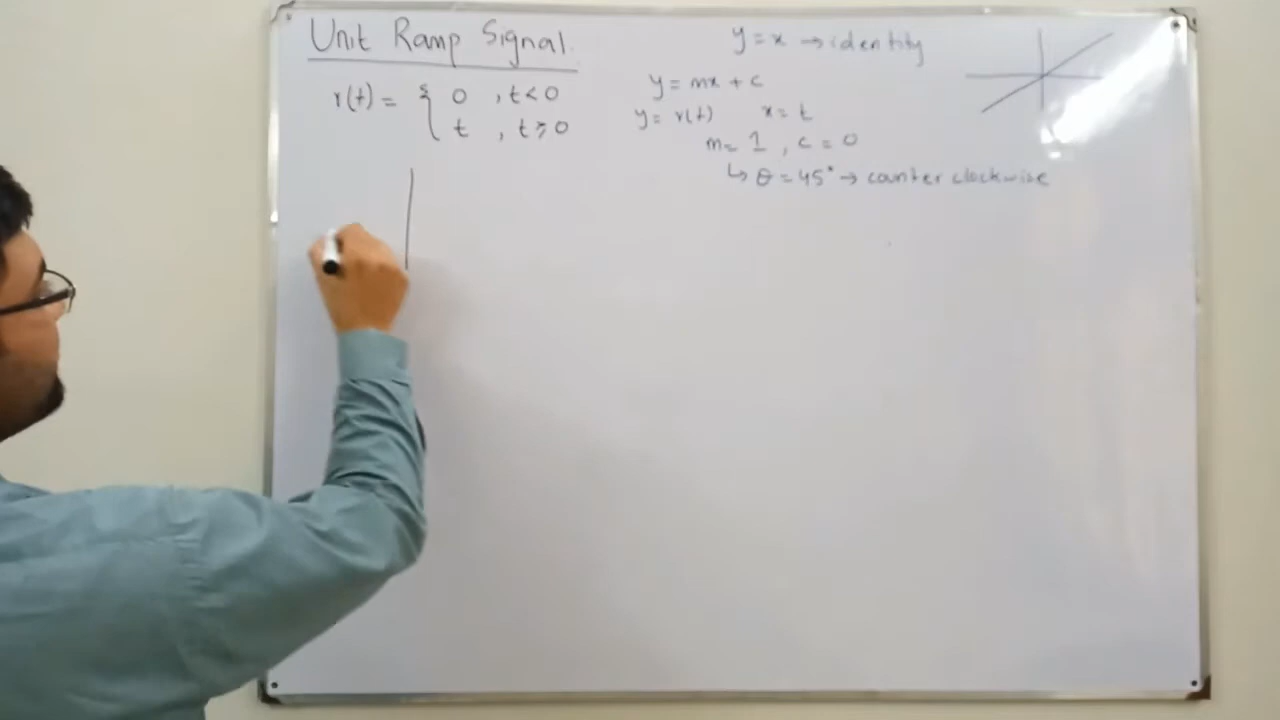 Unit Ramp Signal.
r(t) = { 0 , t < 0
t , t ≥ 0
y = x → identity
y = mx + c
y = r(t) x = t
m = 1 , c = 0
↳ θ = 45° → counter clockwise